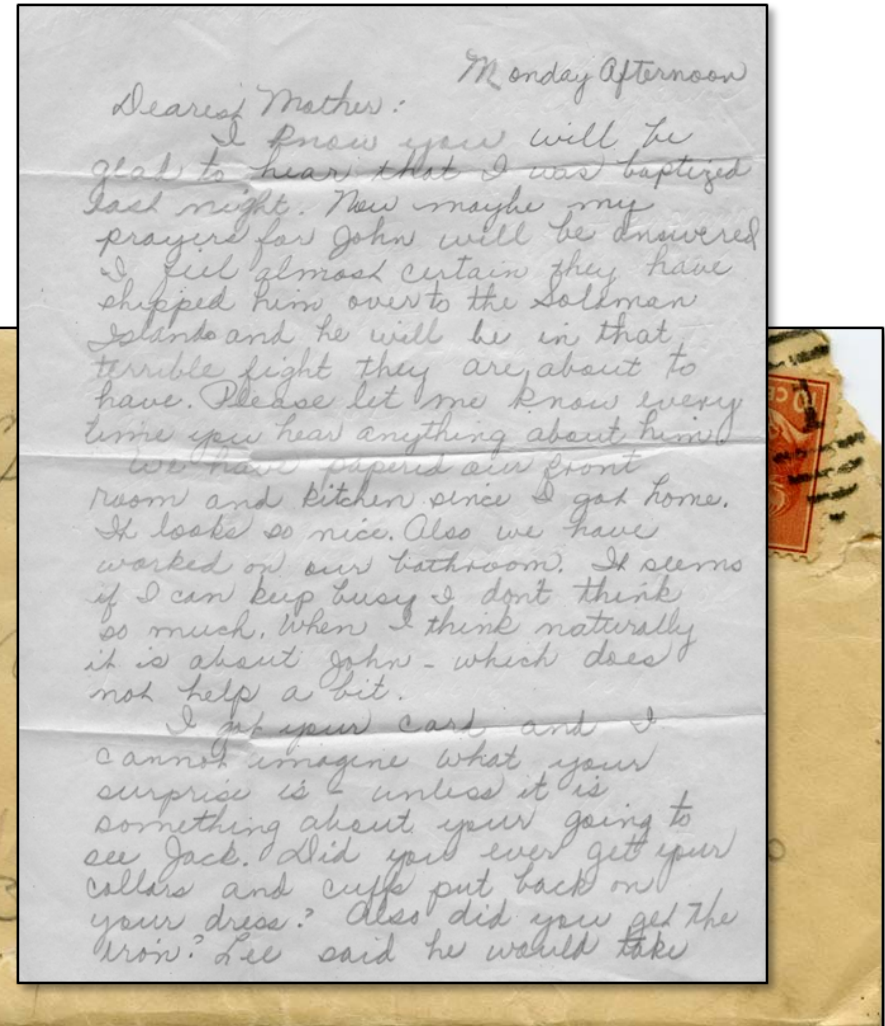 Monday Afternoon
Dearest Mother:
I know you will be
glad to hear that I was baptized
last night. Now maybe my
prayers for John will be answered
I feel almost certain they have
shipped him over to the Soloman
Islands and he will be in that
terrible fight they are about to
have. Please let me know every
time you hear anything about him.
We have papered our front
room and kitchen since I got home.
It looks so nice. Also we have
worked on our bathroom. It seems
if I can keep busy I dont think
so much. When I think naturally
it is about John - which does
not help a bit.
I got your card and I
cannot imagine what your
surprise is - unless it is
something about your going to
see Jack. Did you ever get your
collars and cuffs put back on
your dress? Also did you get the
iron? Lee said he would take
10 CE